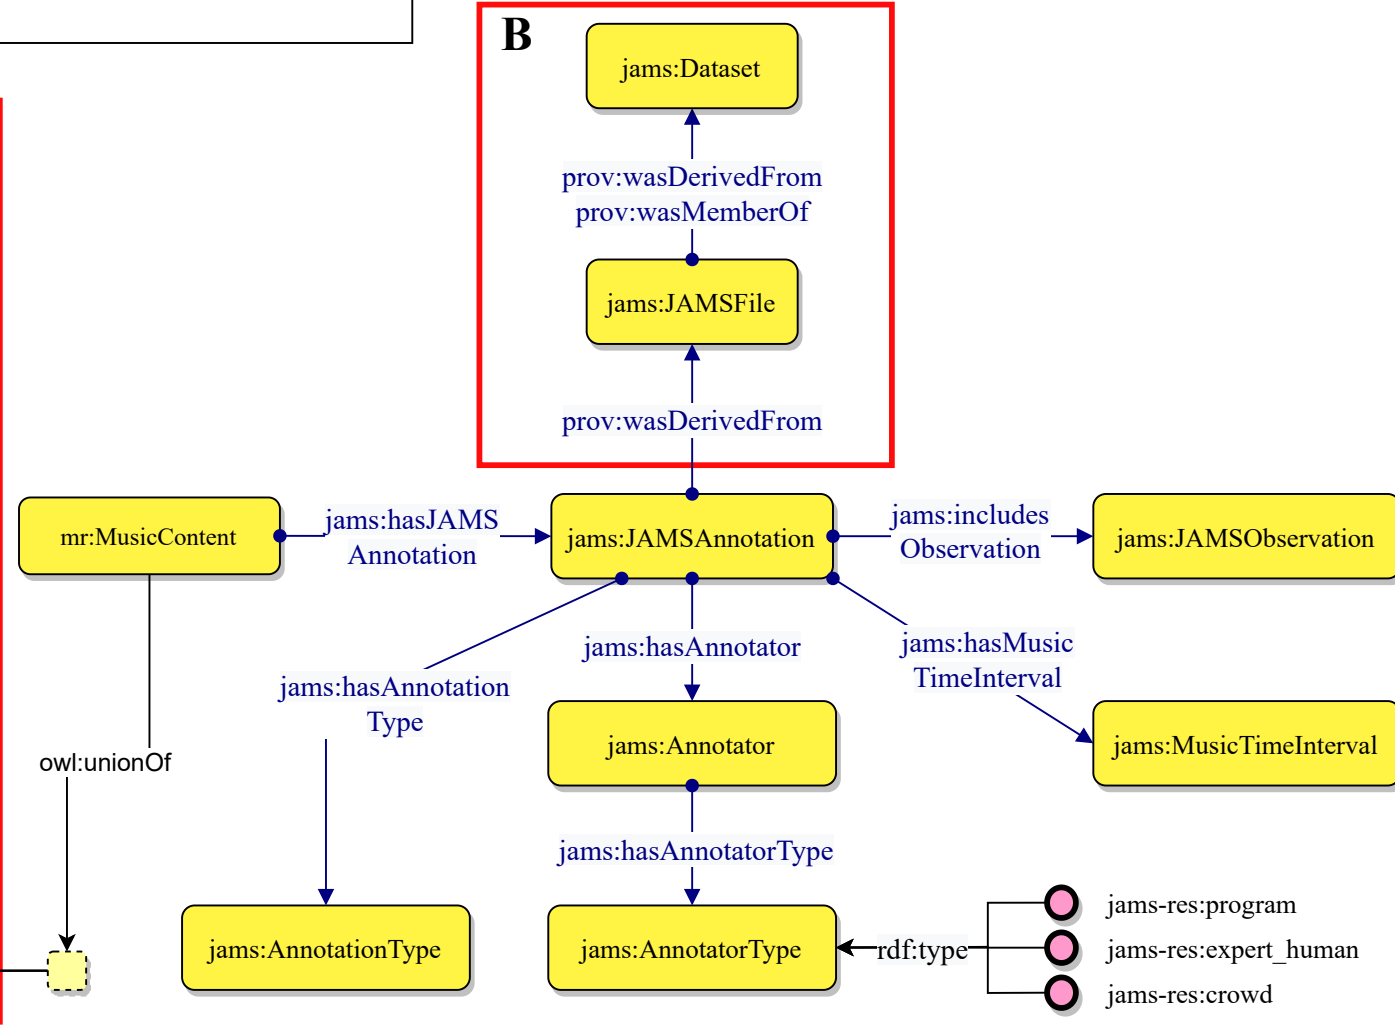 B
jams:Dataset
prov:wasDerivedFrom
prov:wasMemberOf
jams:JAMSFile
prov:wasDerivedFrom
mr:MusicContent
jams:hasJAMS
Annotation
jams:JAMSAnnotation
jams:includes
Observation
jams:JAMSObservation
jams:hasAnnotation
Type
jams:hasAnnotator
jams:hasMusic
TimeInterval
jams:Annotator
jams:MusicTimeInterval
owl:unionOf
jams:hasAnnotatorType
jams:AnnotationType
jams:AnnotatorType
rdf:type
jams-res:program
jams-res:expert_human
jams-res:crowd